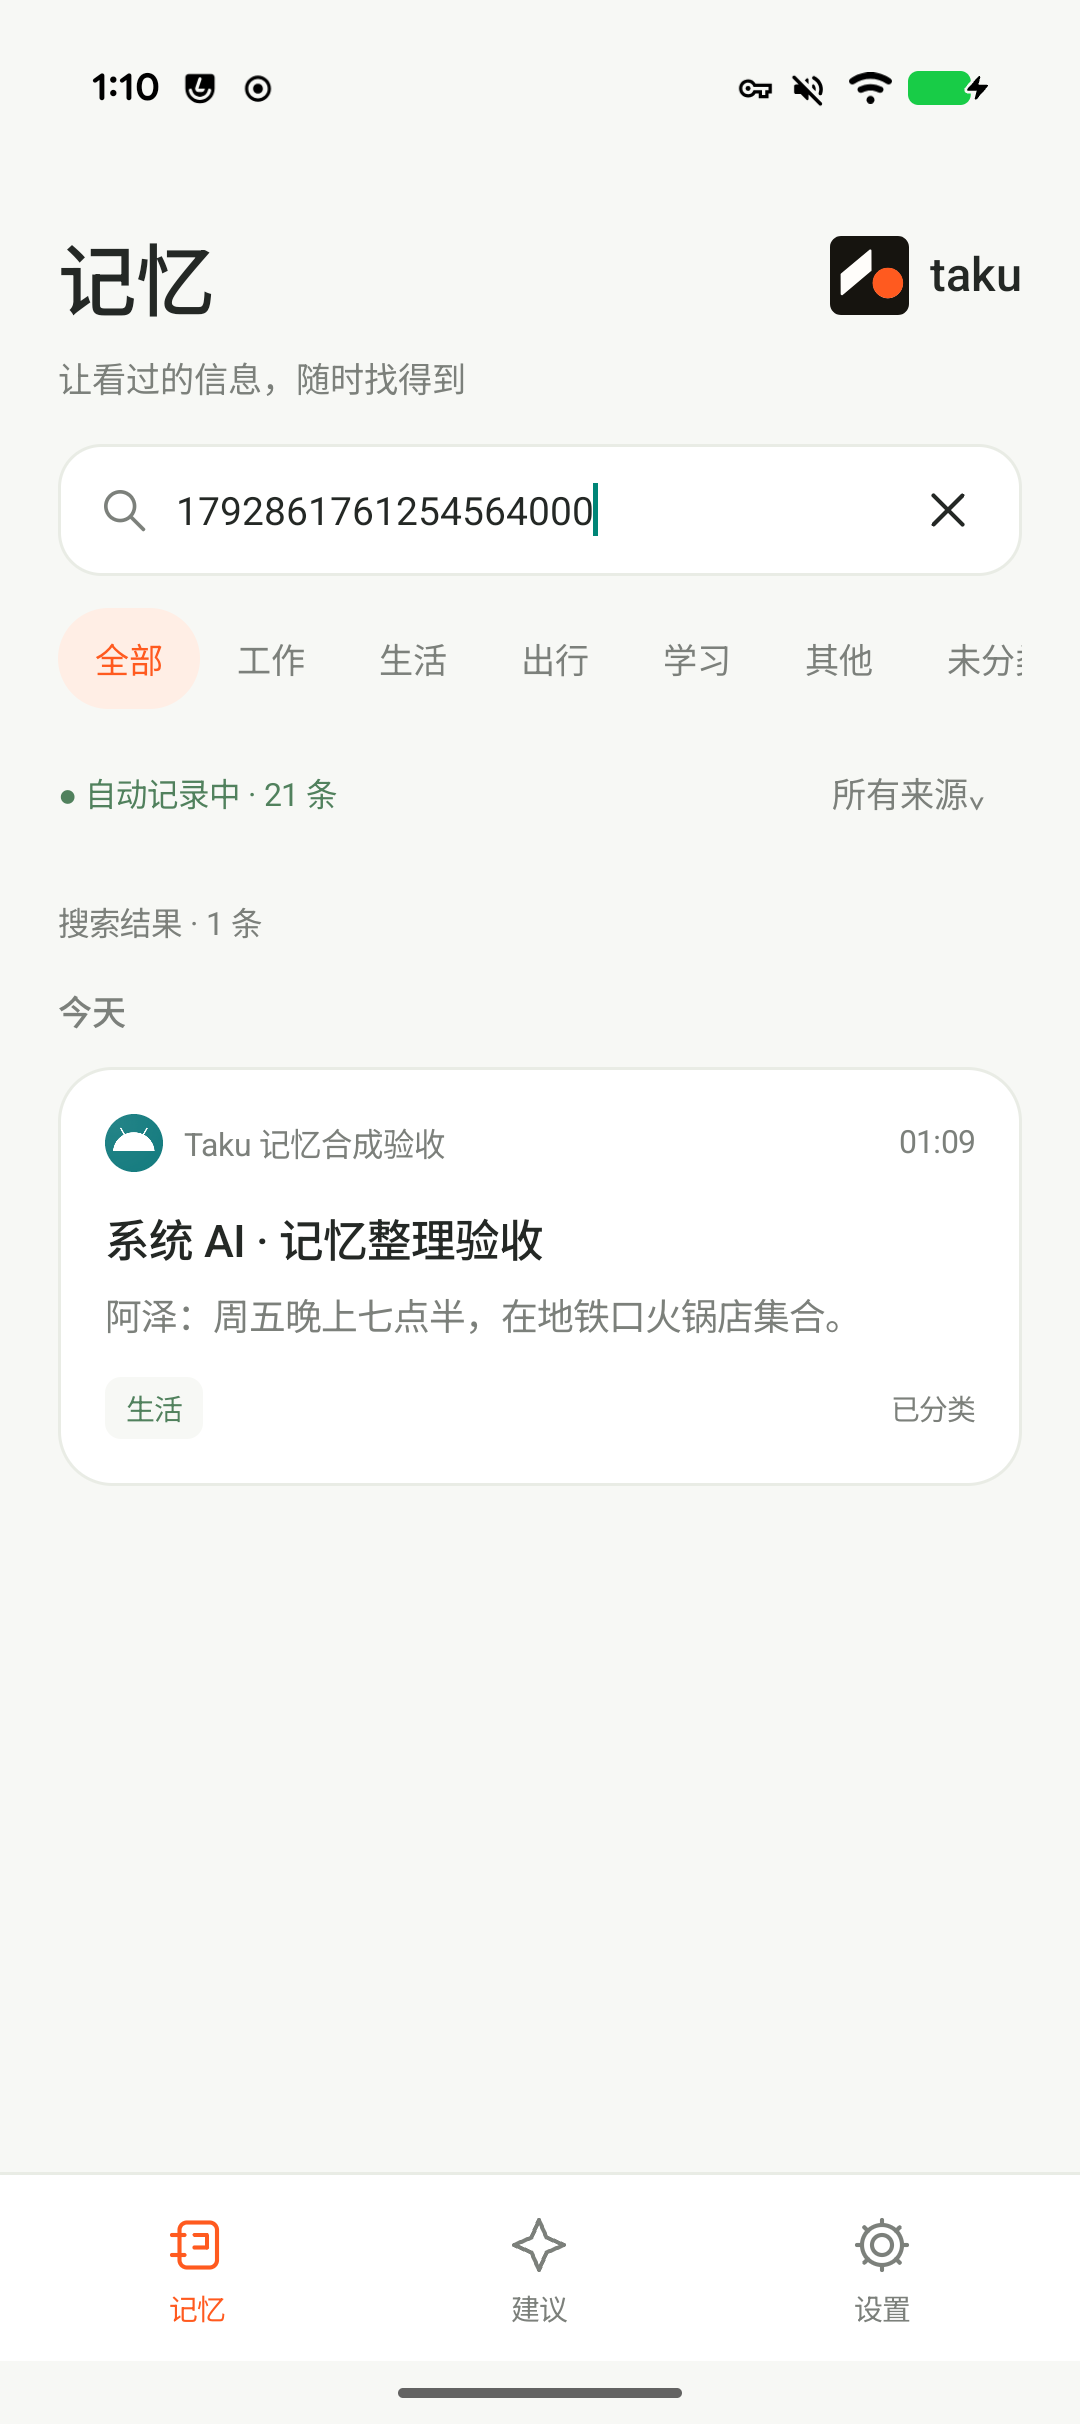 1:10
记忆
taku
让看过的信息，随时找得到
1792861761254564000
全部 工作 生活 出行 学习 其他 未分
自动记录中 · 21 条
所有来源
搜索结果 · 1 条
今天
Taku 记忆合成验收
01:09
系统 AI · 记忆整理验收
阿泽：周五晚上七点半，在地铁口火锅店集合。
生活
已分类
记忆 建议 设置